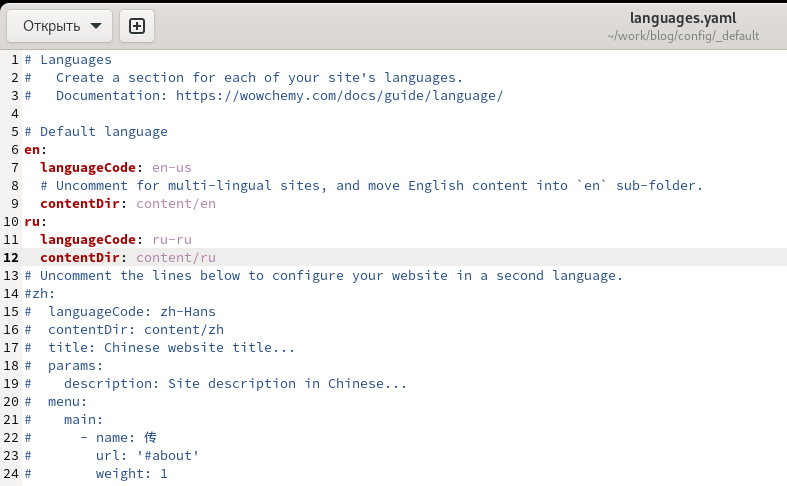 Открыть
languages.yaml
~/work/blog/config/_default
1 # Languages
2 #   Create a section for each of your site's languages.
3 #   Documentation: https://wowchemy.com/docs/guide/language/
4
5 # Default language
6 en:
7   languageCode: en-us
8   # Uncomment for multi-lingual sites, and move English content into `en` sub-folder.
9   contentDir: content/en
10 ru:
11   languageCode: ru-ru
12   contentDir: content/ru
13 # Uncomment the lines below to configure your website in a second language.
14 #zh:
15 #  languageCode: zh-Hans
16 #  contentDir: content/zh
17 #  title: Chinese website title...
18 #  params:
19 #    description: Site description in Chinese...
20 #  menu:
21 #    main:
22 #      - name: 传
23 #        url: '#about'
24 #        weight: 1